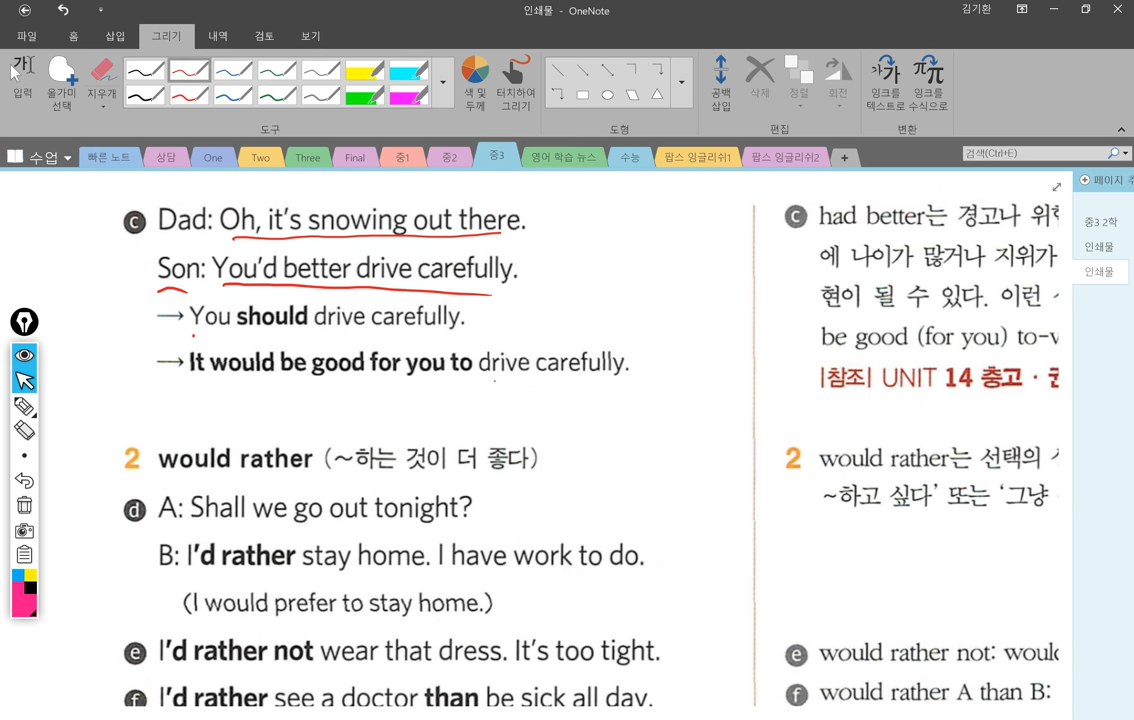 인쇄물 - OneNote
김기환
파일 홈 삽입 그리기 내역 검토 보기
가
입력 올가미 선택 지우개 색 및 두께 터치하여 그리기 공백 삽입 삭제 정렬 회전 잉크를 텍스트로 잉크를 수식으로
도구 도형 편집 변환
수업 빠른 노트 상담 One Two Three Final 중1 중2 중3 영어 학습 뉴스 수능 팝스 잉글리쉬1 팝스 잉글리쉬2 + 검색(Ctrl+E)
페이지 추
중3 2학
인쇄물
인쇄물
c Dad: Oh, it's snowing out there.
Son: You'd better drive carefully.
→ You should drive carefully.
→ It would be good for you to drive carefully.
2 would rather (~하는 것이 더 좋다)
d A: Shall we go out tonight?
B: I'd rather stay home. I have work to do.
(I would prefer to stay home.)
e I'd rather not wear that dress. It's too tight.
f I'd rather see a doctor than be sick all day.
c had better는 경고나 위
에 나이가 많거나 지위가
현이 될 수 있다. 이런
be good (for you) to-v
|참조| UNIT 14 충고 · 권
2 would rather는 선택의
~하고 싶다' 또는 '그냥
e would rather not: would
f would rather A than B: